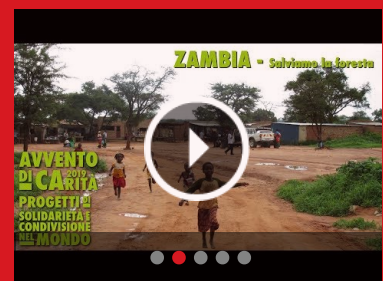 ZAMBIA - Salviamo la foresta
AVVENTO
DI CARITÀ 2019
PROGETTI DI
SOLIDARIETÀ E
CONDIVISIONE
NEL MONDO